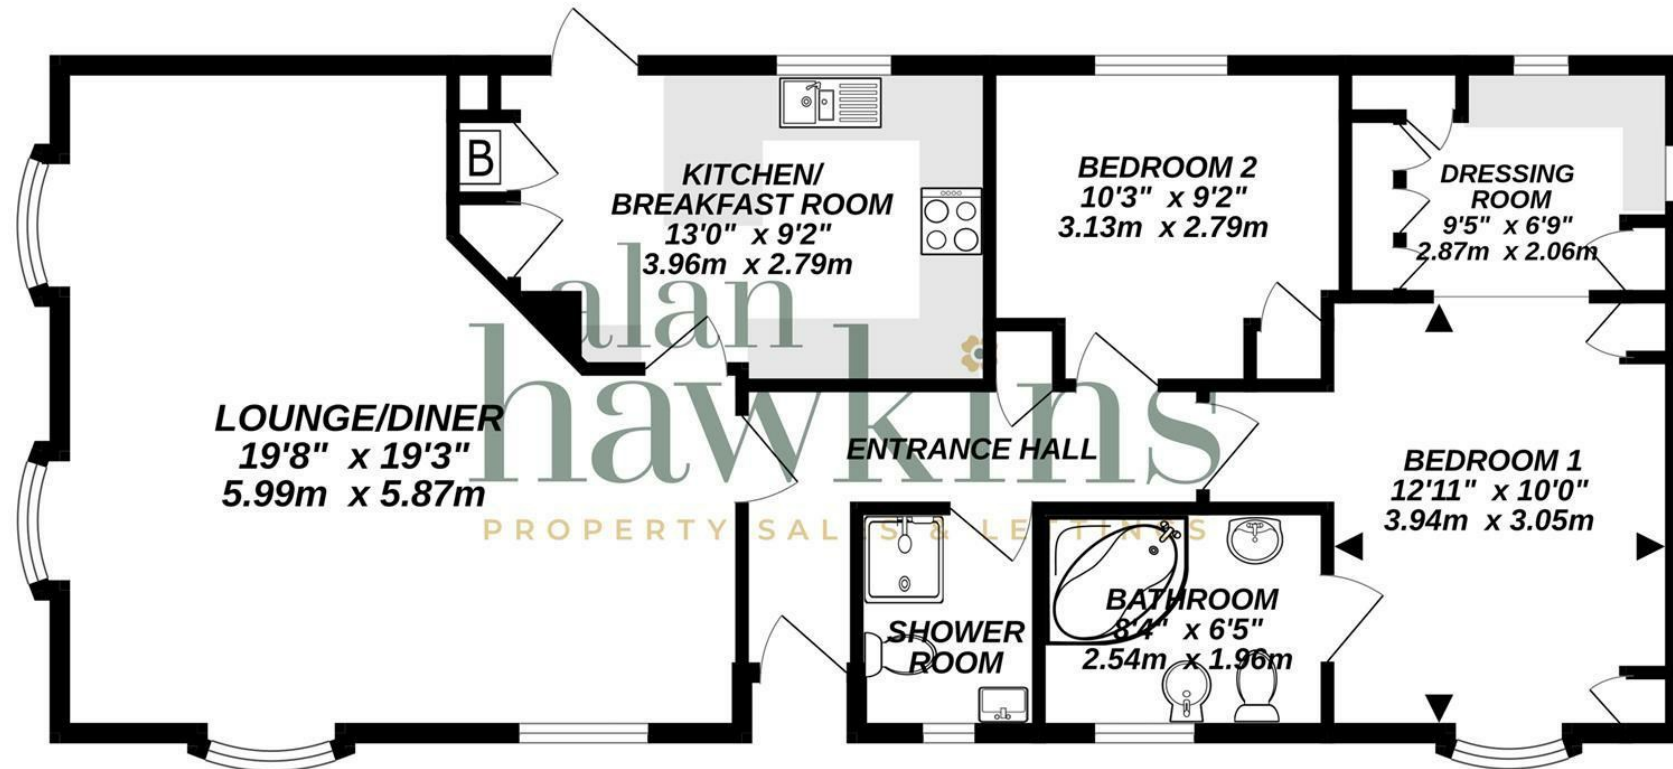 B
KITCHEN/
BREAKFAST ROOM
13'0" x 9'2"
3.96m x 2.79m
BEDROOM 2
10'3" x 9'2"
3.13m x 2.79m
DRESSING
ROOM
9'5" x 6'9"
2.87m x 2.06m
LOUNGE/DINER
19'8" x 19'3"
5.99m x 5.87m
ENTRANCE HALL
BEDROOM 1
12'11" x 10'0"
3.94m x 3.05m
SHOWER
ROOM
BATHROOM
8'4" x 6'5"
2.54m x 1.96m
alan
hawkins
PROPERTY SALES & LETTINGS